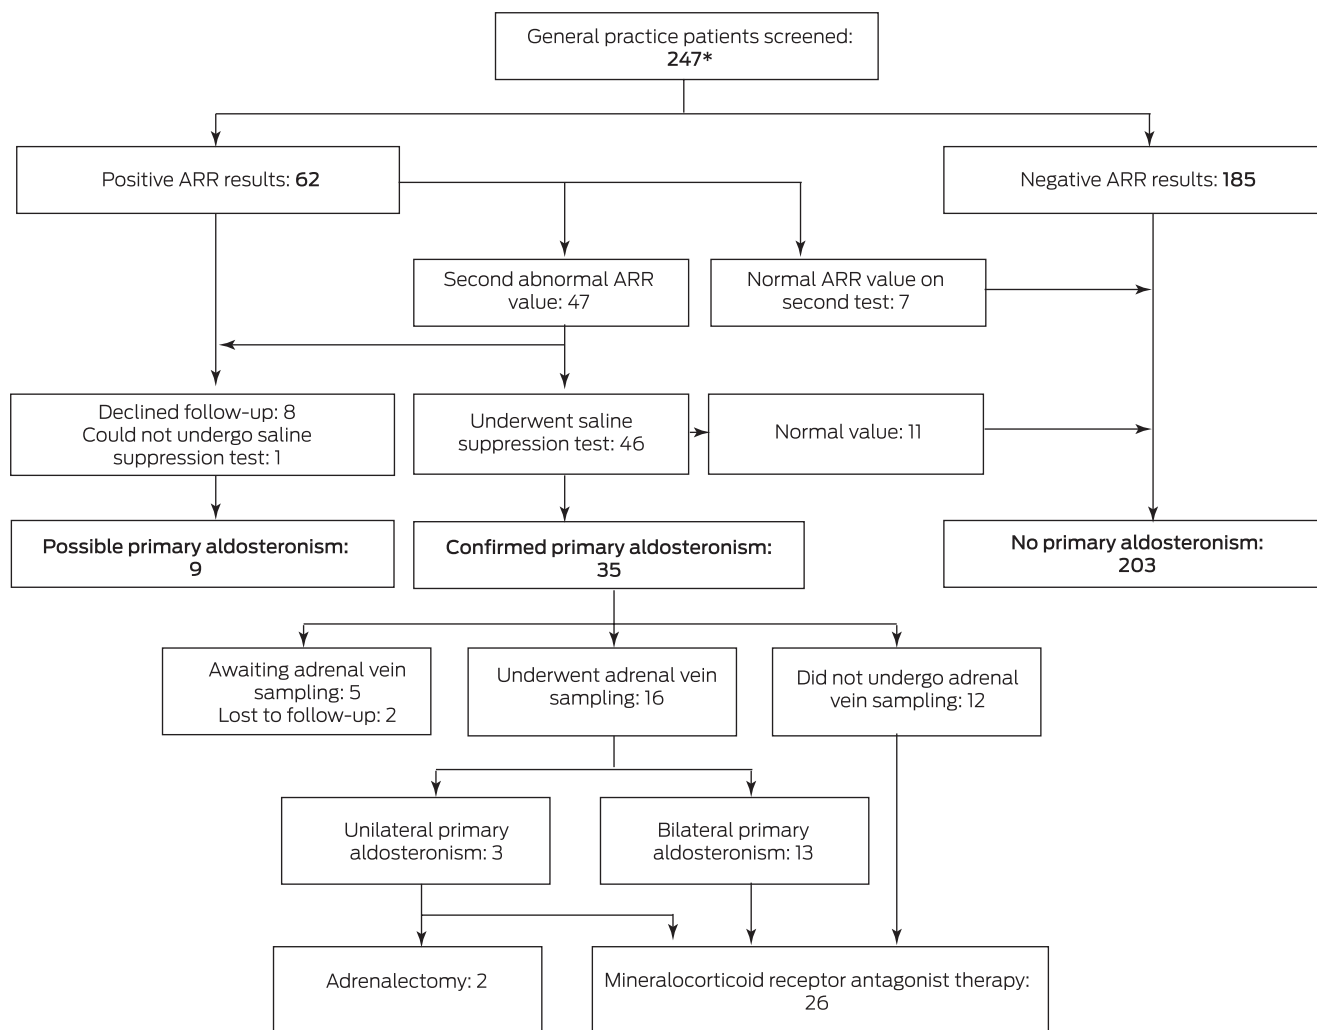 General practice patients screened:
247*
Positive ARR results: 62
Negative ARR results: 185
Second abnormal ARR
value: 47
Normal ARR value on
second test: 7
Declined follow-up: 8
Could not undergo saline
suppression test: 1
Underwent saline
suppression test: 46
Normal value: 11
Possible primary aldosteronism:
9
Confirmed primary aldosteronism:
35
No primary aldosteronism:
203
Awaiting adrenal vein
sampling: 5
Lost to follow-up: 2
Underwent adrenal vein
sampling: 16
Did not undergo adrenal
vein sampling: 12
Unilateral primary
aldosteronism: 3
Bilateral primary
aldosteronism: 13
Adrenalectomy: 2
Mineralocorticoid receptor antagonist therapy:
26